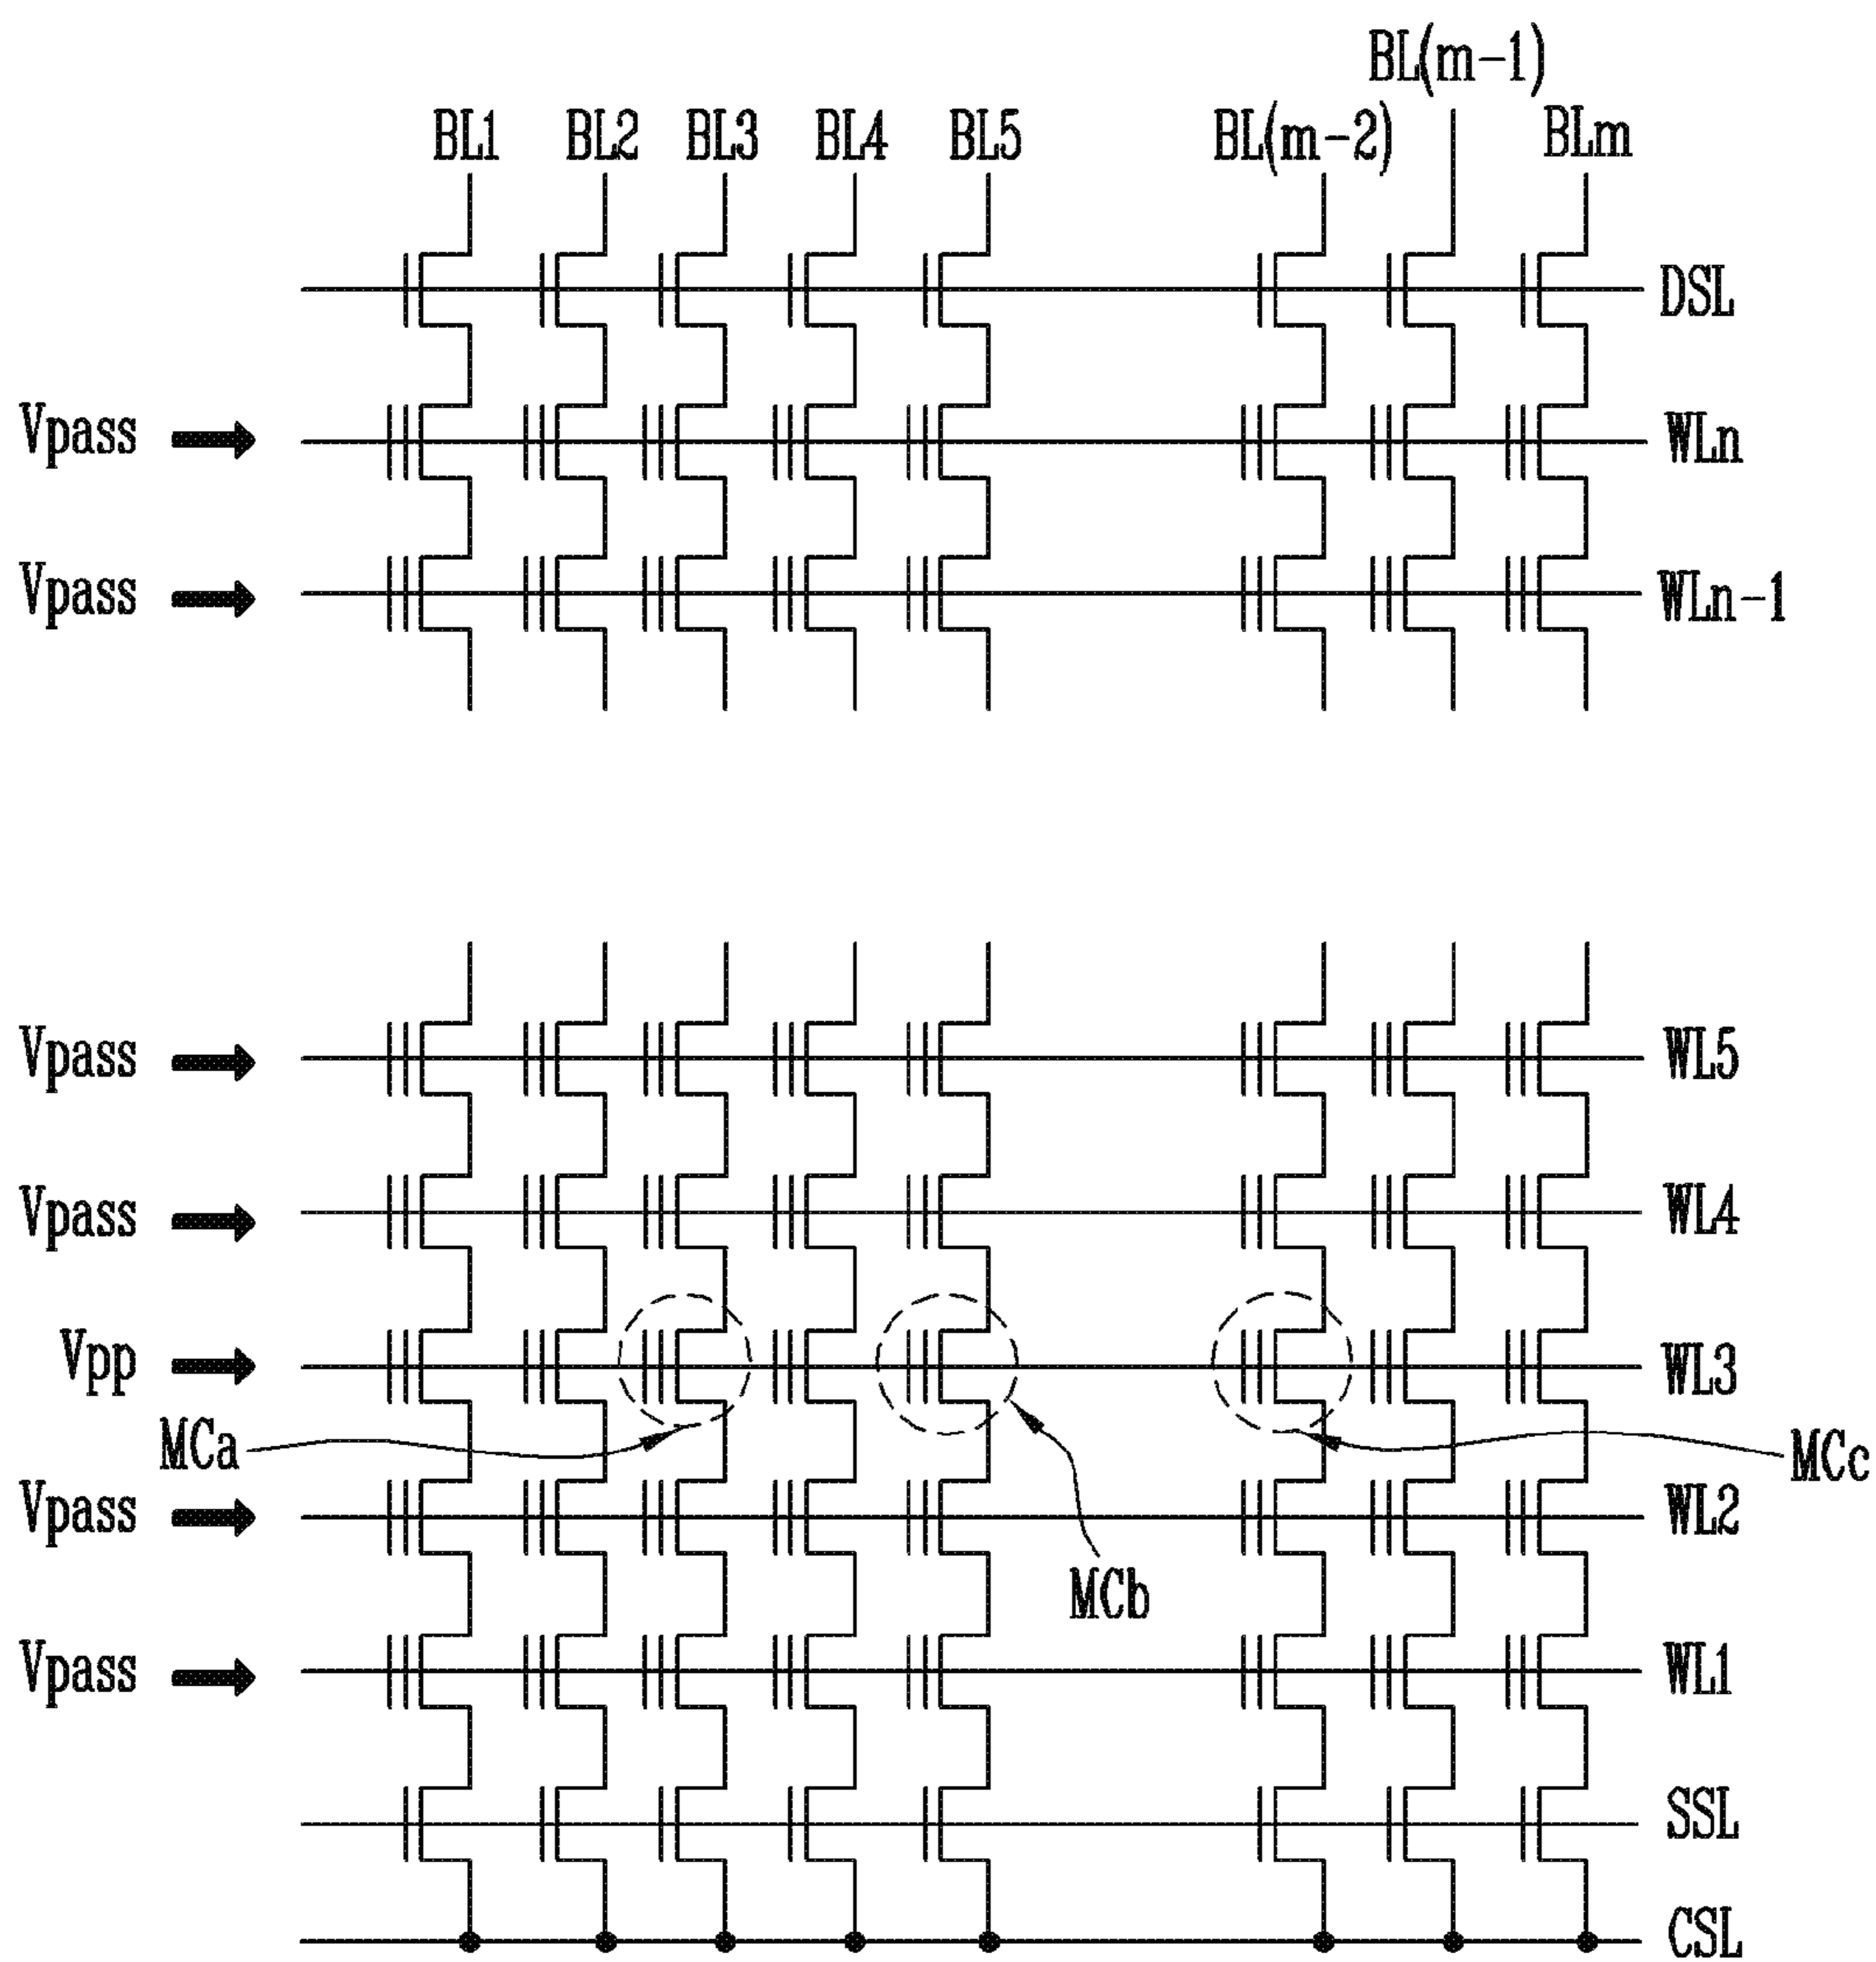 BL(m-1)
BL1 BL2 BL3 BL4 BL5 BL(m-2) BLm
DSL
Vpass WLn
Vpass WLn-1
Vpass WL5
Vpass WL4
Vpp WL3
MCa MCc
Vpass WL2
MCb
Vpass WL1
SSL
CSL